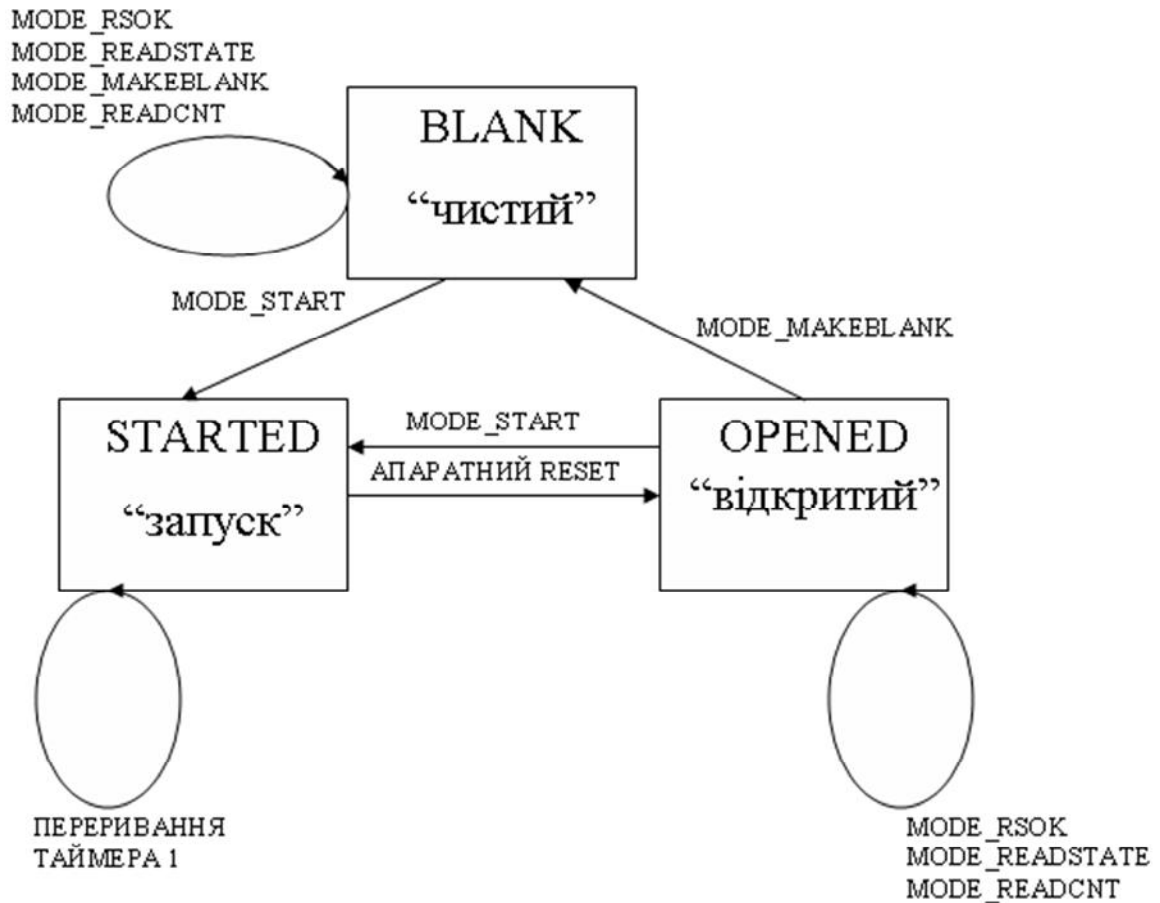 MODE_RSOK
MODE_READSTATE
MODE_MAKEBLANK
MODE_READCNT
BLANK
“чистий”
MODE_START
MODE_MAKEBLANK
STARTED
“запуск”
MODE_START
АПАРАТНИЙ RESET
OPENED
“відкритий”
ПЕРЕРИВАННЯ
ТАЙМЕРА 1
MODE_RSOK
MODE_READSTATE
MODE_READCNT